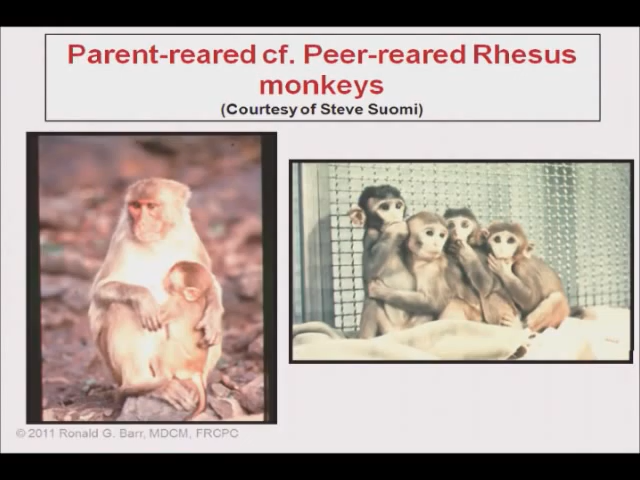 Parent-reared cf. Peer-reared Rhesus
monkeys
(Courtesy of Steve Suomi)
© 2011 Ronald G. Barr, MDCM, FRCPC